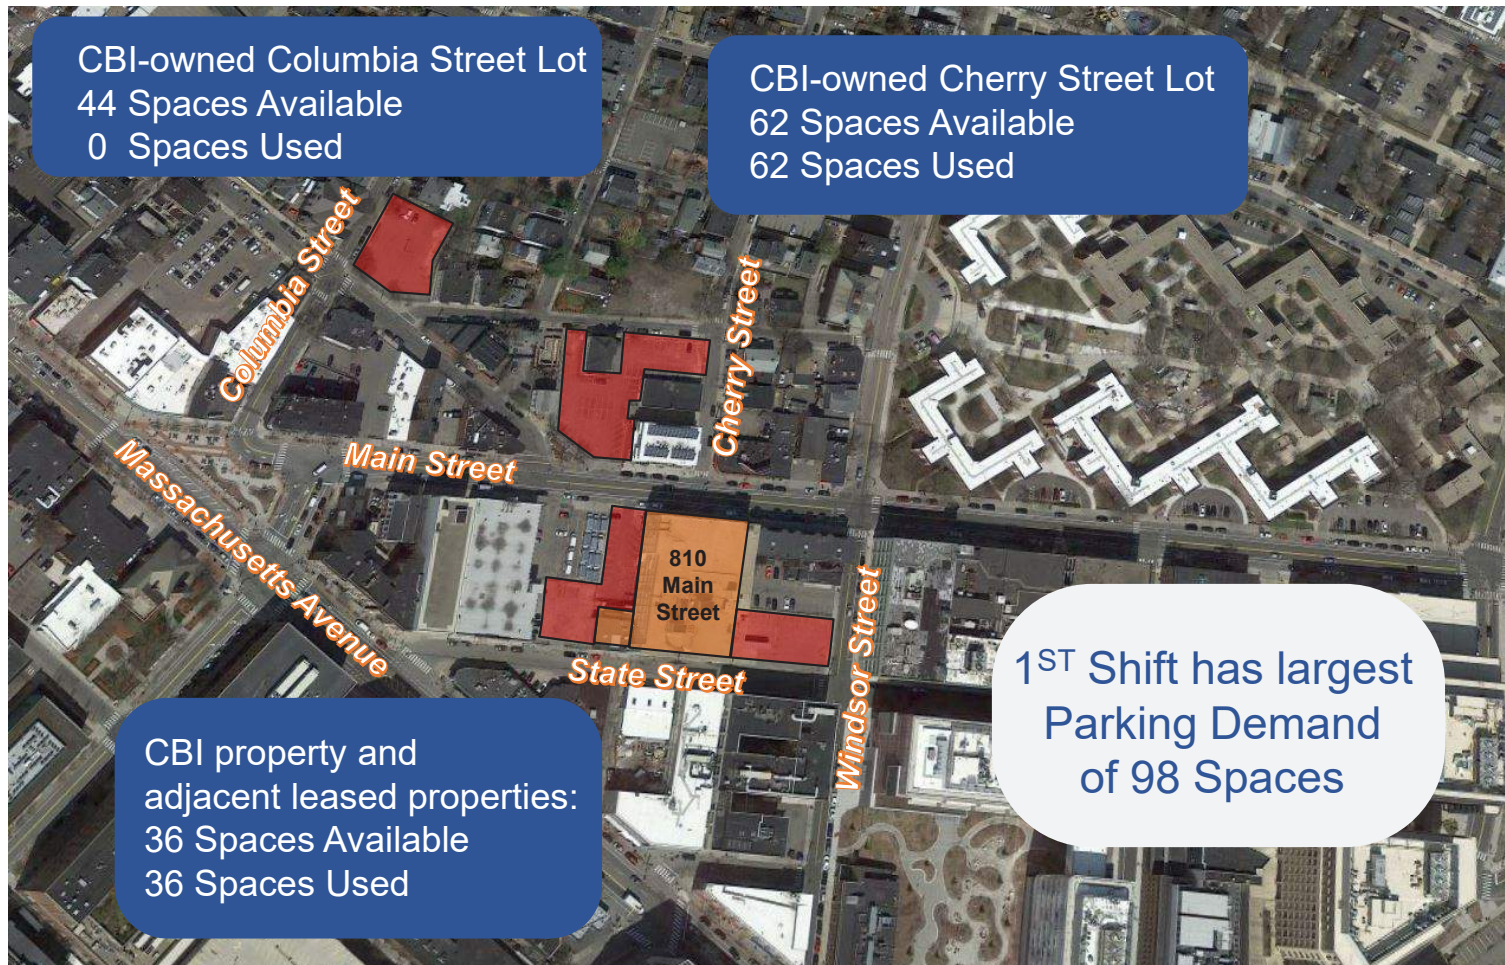 CBI-owned Columbia Street Lot
44 Spaces Available
0 Spaces Used
CBI-owned Cherry Street Lot
62 Spaces Available
62 Spaces Used
Columbia Street
Cherry Street
Main Street
Massachusetts Avenue
810
Main
Street
State Street
Windsor Street
1ST Shift has largest
Parking Demand
of 98 Spaces
CBI property and
adjacent leased properties:
36 Spaces Available
36 Spaces Used